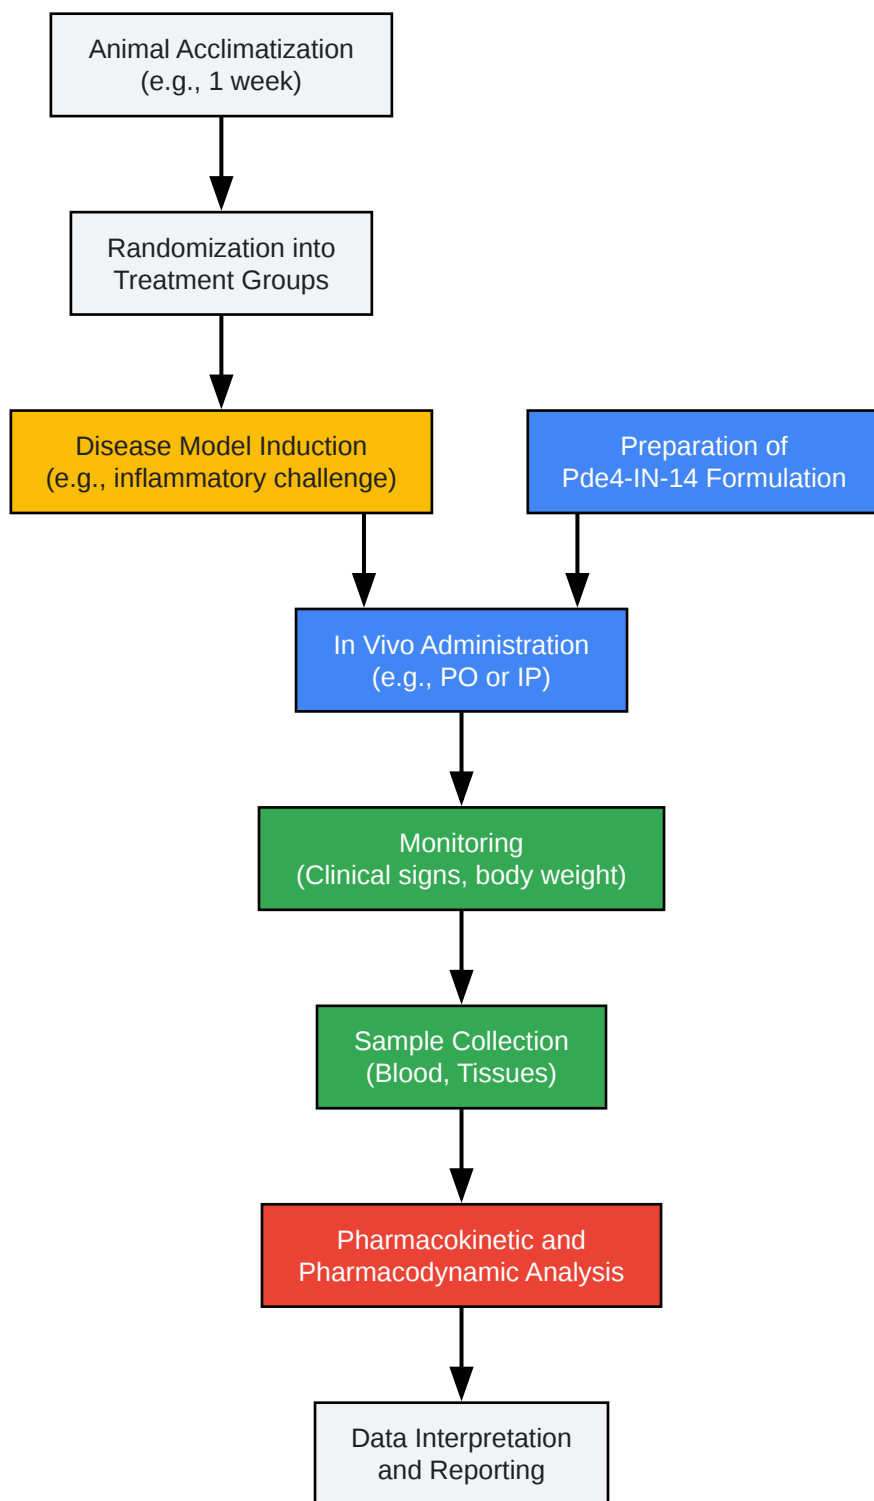 Animal Acclimatization
(e.g., 1 week)
Randomization into
Treatment Groups
Disease Model Induction
(e.g., inflammatory challenge)
Preparation of
Pde4-IN-14 Formulation
In Vivo Administration
(e.g., PO or IP)
Monitoring
(Clinical signs, body weight)
Sample Collection
(Blood, Tissues)
Pharmacokinetic and
Pharmacodynamic Analysis
Data Interpretation
and Reporting